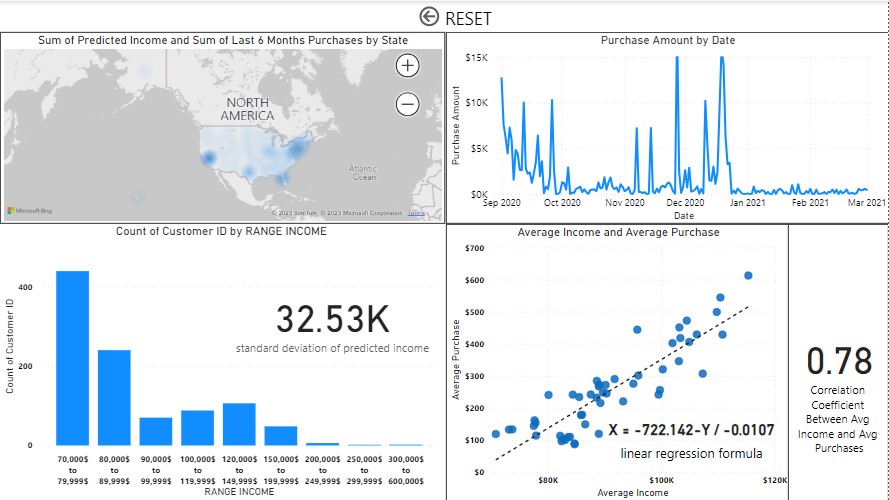 RESET
Sum of Predicted Income and Sum of Last 6 Months Purchases by State
NORTH
AMERICA
Atlantic
Ocean
Microsoft Bing
© 2023 TomTom, © 2023 Microsoft Corporation Terms
Purchase Amount by Date
Purchase Amount
$15K
$10K
$5K
$0K
Sep 2020 Oct 2020 Nov 2020 Dec 2020 Jan 2021 Feb 2021 Mar 2021
Date
Count of Customer ID by RANGE INCOME
Count of Customer ID
400
200
0
32.53K
standard deviation of predicted income
70,000$ 80,000$ 90,000$ 100,000$ 120,000$ 150,000$ 200,000$ 250,000$ 300,000$
to to to to to to to to to
79,999$ 89,999$ 99,999$ 119,999$ 149,999$ 199,999$ 249,999$ 299,999$ 600,000$
RANGE INCOME
Average Income and Average Purchase
Average Purchase
$700
$600
$500
$400
$300
$200
$100
$0
X = -722.142-Y / -0.0107
linear regression formula
$80K $100K $120K
Average Income
0.78
Correlation
Coefficient
Between Avg
Income and Avg
Purchases